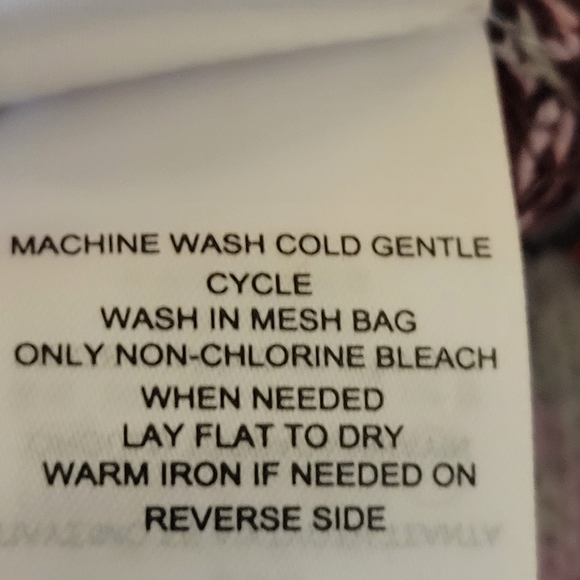 MACHINE WASH COLD GENTLE
CYCLE
WASH IN MESH BAG
ONLY NON-CHLORINE BLEACH
WHEN NEEDED
LAY FLAT TO DRY
WARM IRON IF NEEDED ON
REVERSE SIDE